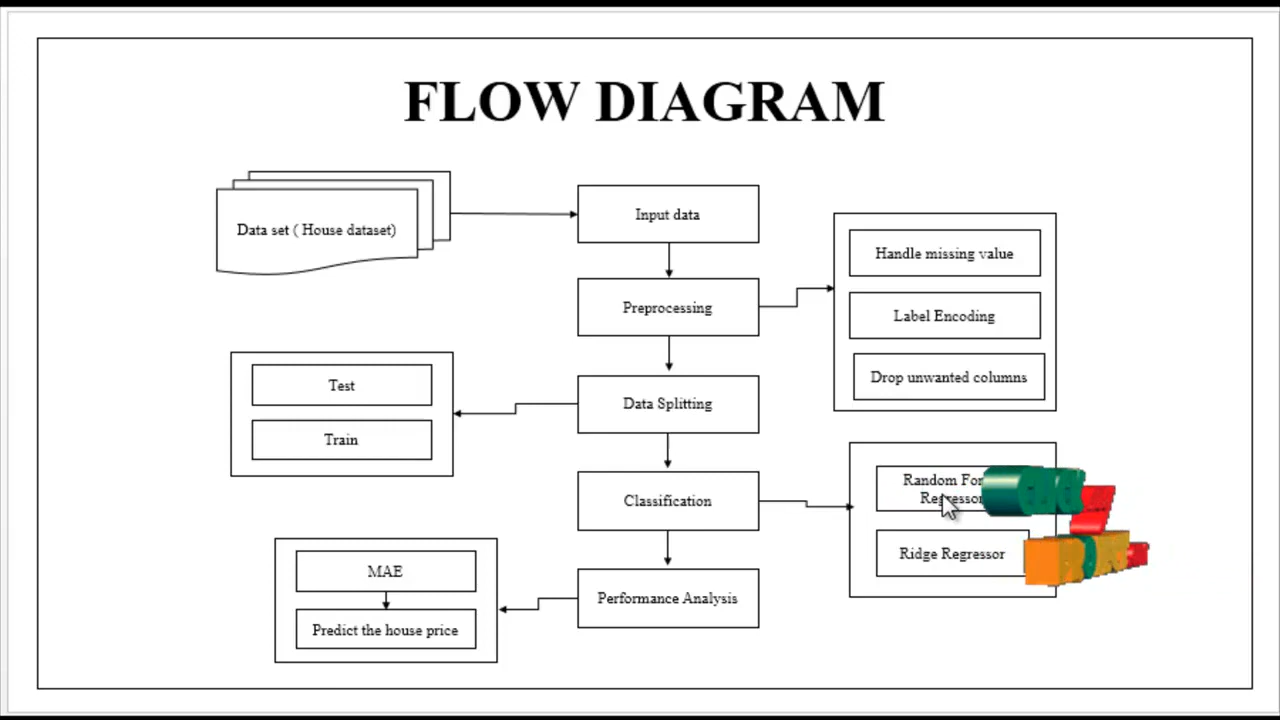 FLOW DIAGRAM
Data set ( House dataset)
Input data
Handle missing value
Preprocessing
Label Encoding
Drop unwanted columns
Test
Data Splitting
Train
Random
Classification
Ridge Regressor
MAE
Performance Analysis
Predict the house price